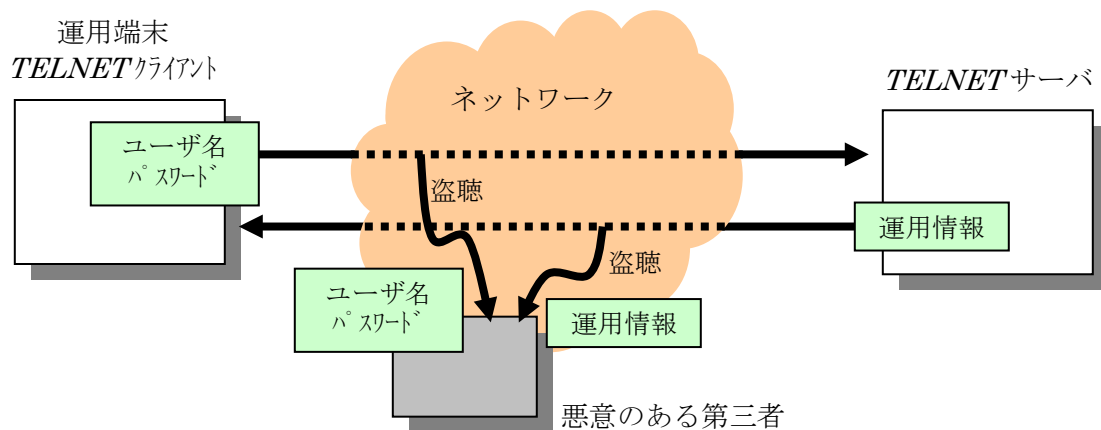 運用端末
TELNETクライアント
TELNETサーバ
ネットワーク
ユーザ名
パスワード
盗聴
運用情報
盗聴
ユーザ名
パスワード
運用情報
悪意のある第三者